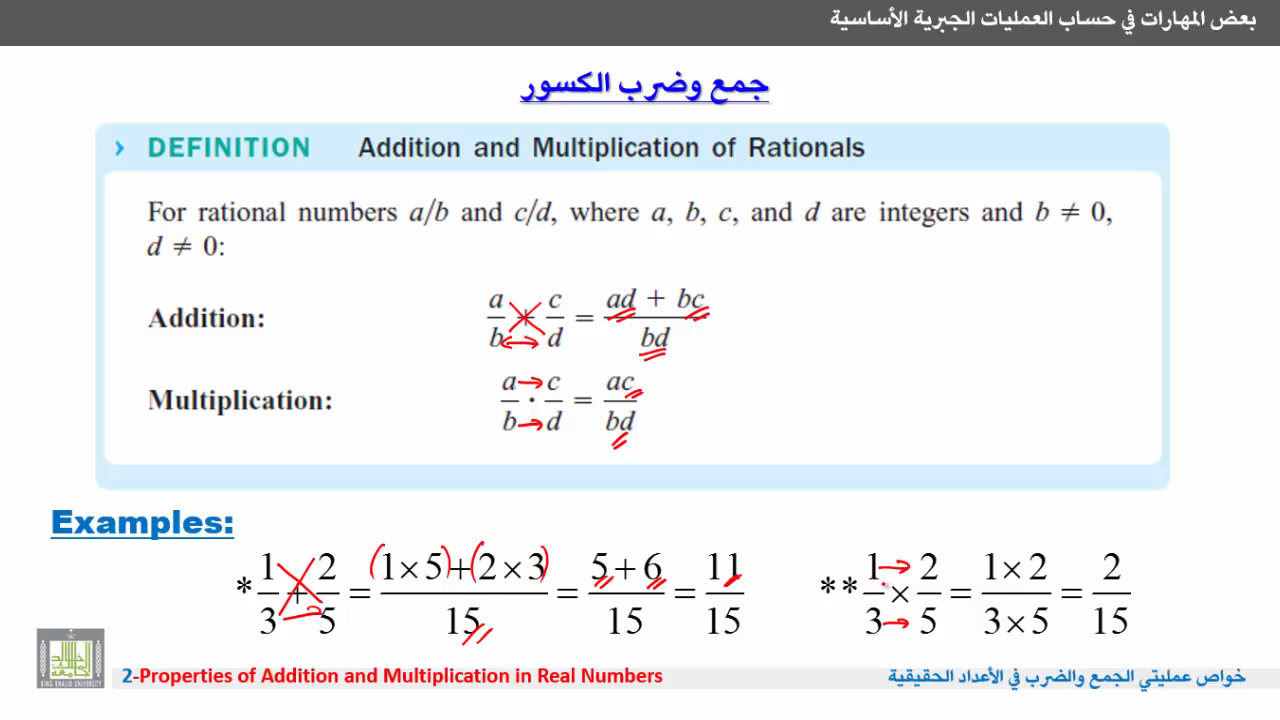 بعض المهارات في حساب العمليات الجبرية الأساسية
جمع وضرب الكسور
› DEFINITION Addition and Multiplication of Rationals
For rational numbers a/b and c/d, where a, b, c, and d are integers and b ≠ 0,
d ≠ 0:
Addition: a/b + c/d = (ad + bc)/bd
Multiplication: a/b · c/d = ac/bd
Examples:
* 1/3 + 2/5 = ((1×5)+(2×3))/15 = (5+6)/15 = 11/15 ** 1/3 × 2/5 = (1×2)/(3×5) = 2/15
KING KHALID UNIVERSITY
2-Properties of Addition and Multiplication in Real Numbers خواص عمليتي الجمع والضرب في الأعداد الحقيقية